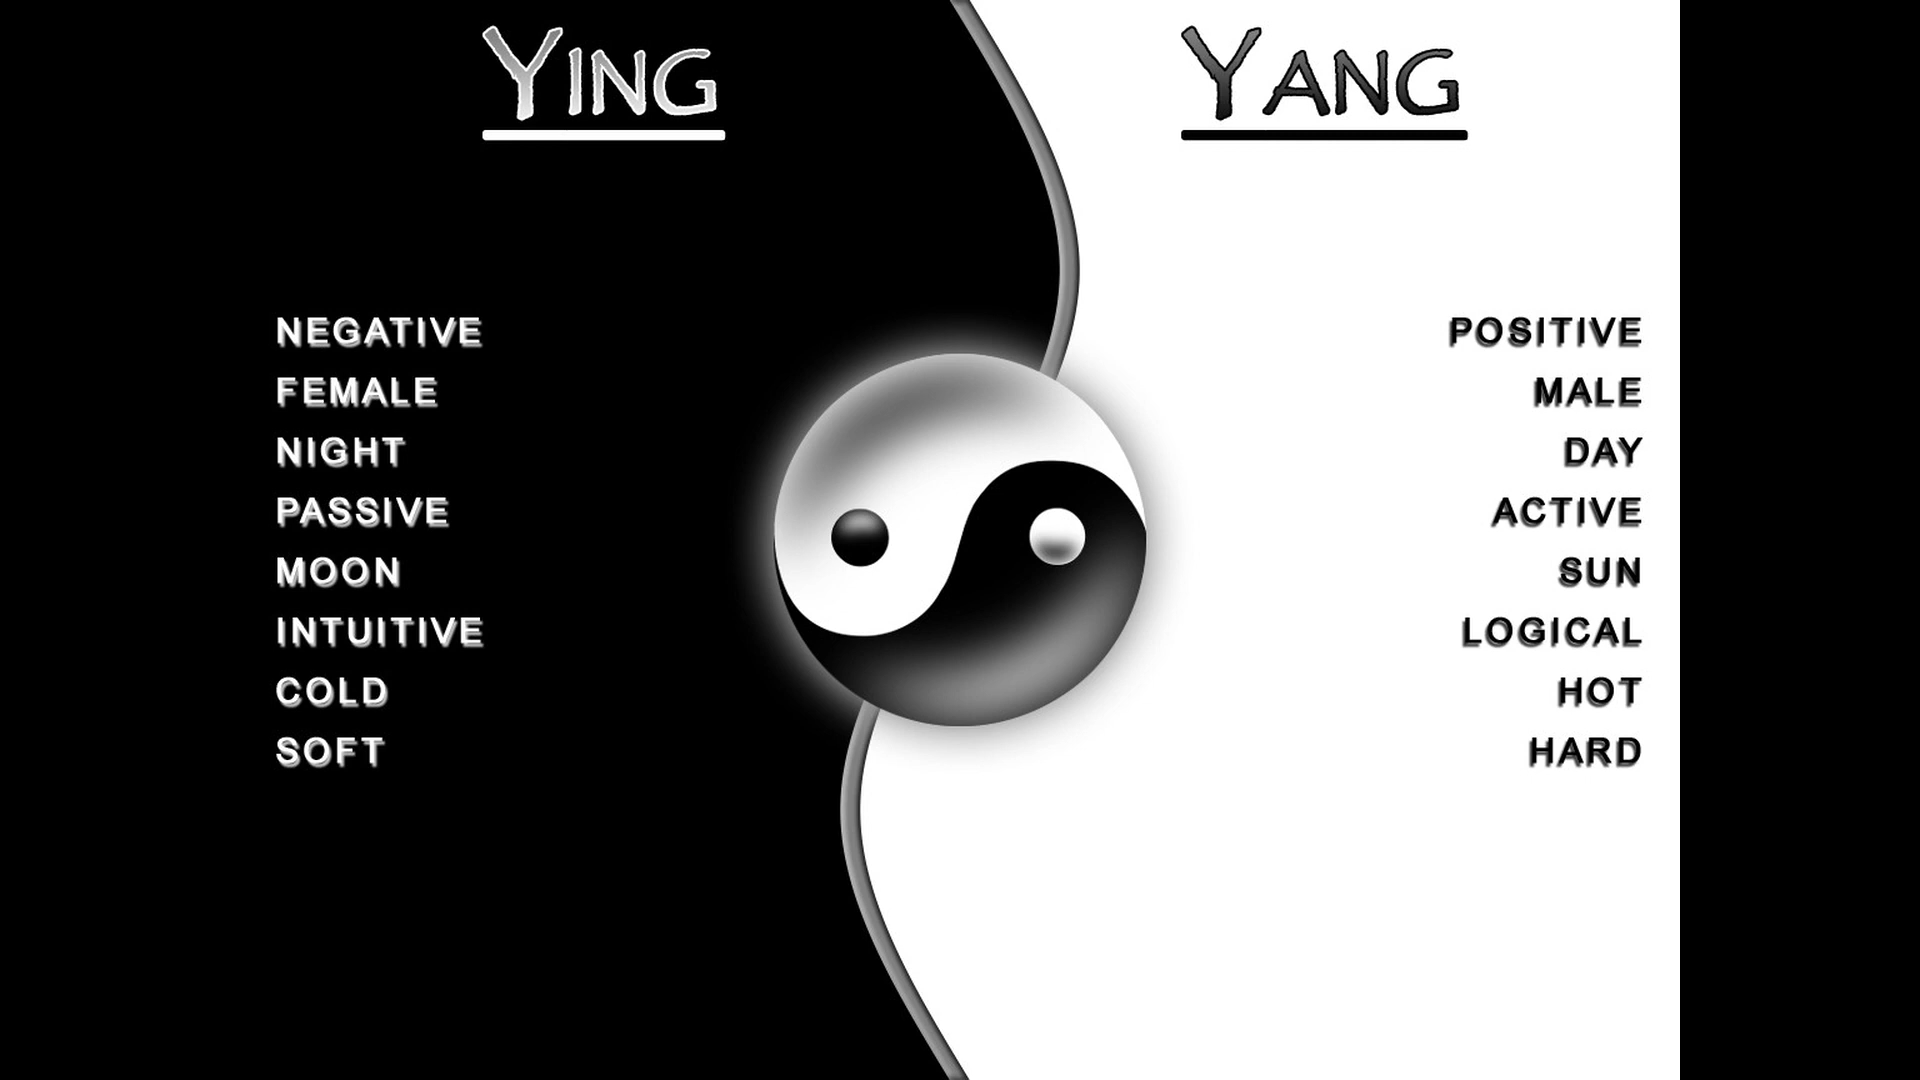 YING
YANG
NEGATIVE
FEMALE
NIGHT
PASSIVE
MOON
INTUITIVE
COLD
SOFT
POSITIVE
MALE
DAY
ACTIVE
SUN
LOGICAL
HOT
HARD